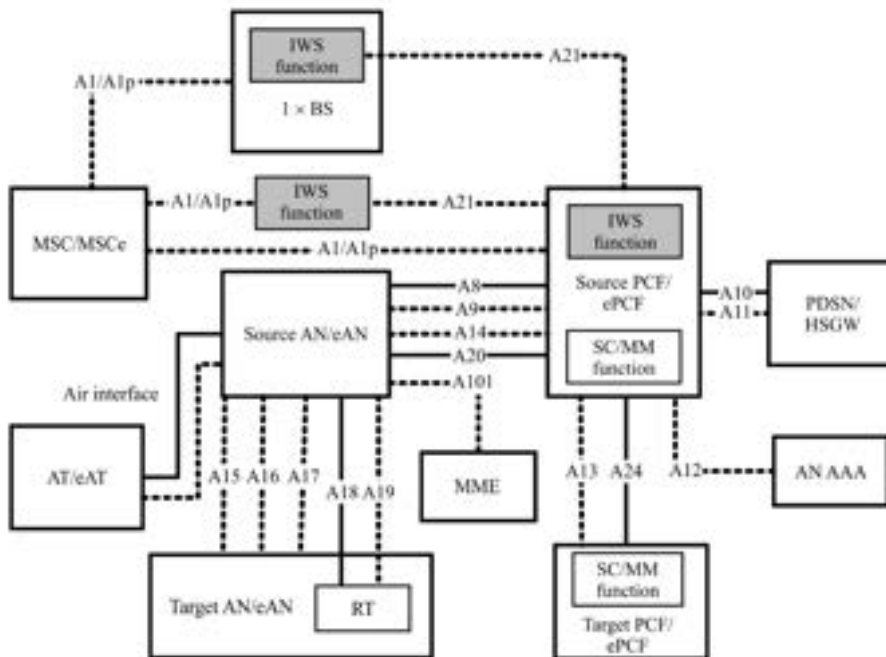 IWS
function
1 × BS
A1/A1p
A21
MSC/MSCe
A1/A1p
IWS
function
A21
A1/A1p
IWS
function
Source PCF/
ePCF
SC/MM
function
Source AN/eAN
A8
A9
A14
A20
A101
A10
A11
PDSN/
HSGW
Air interface
AT/eAT
A15
A16
A17
A18
A19
MME
A13
A24
A12
AN AAA
Target AN/eAN
RT
SC/MM
function
Target PCF/
ePCF